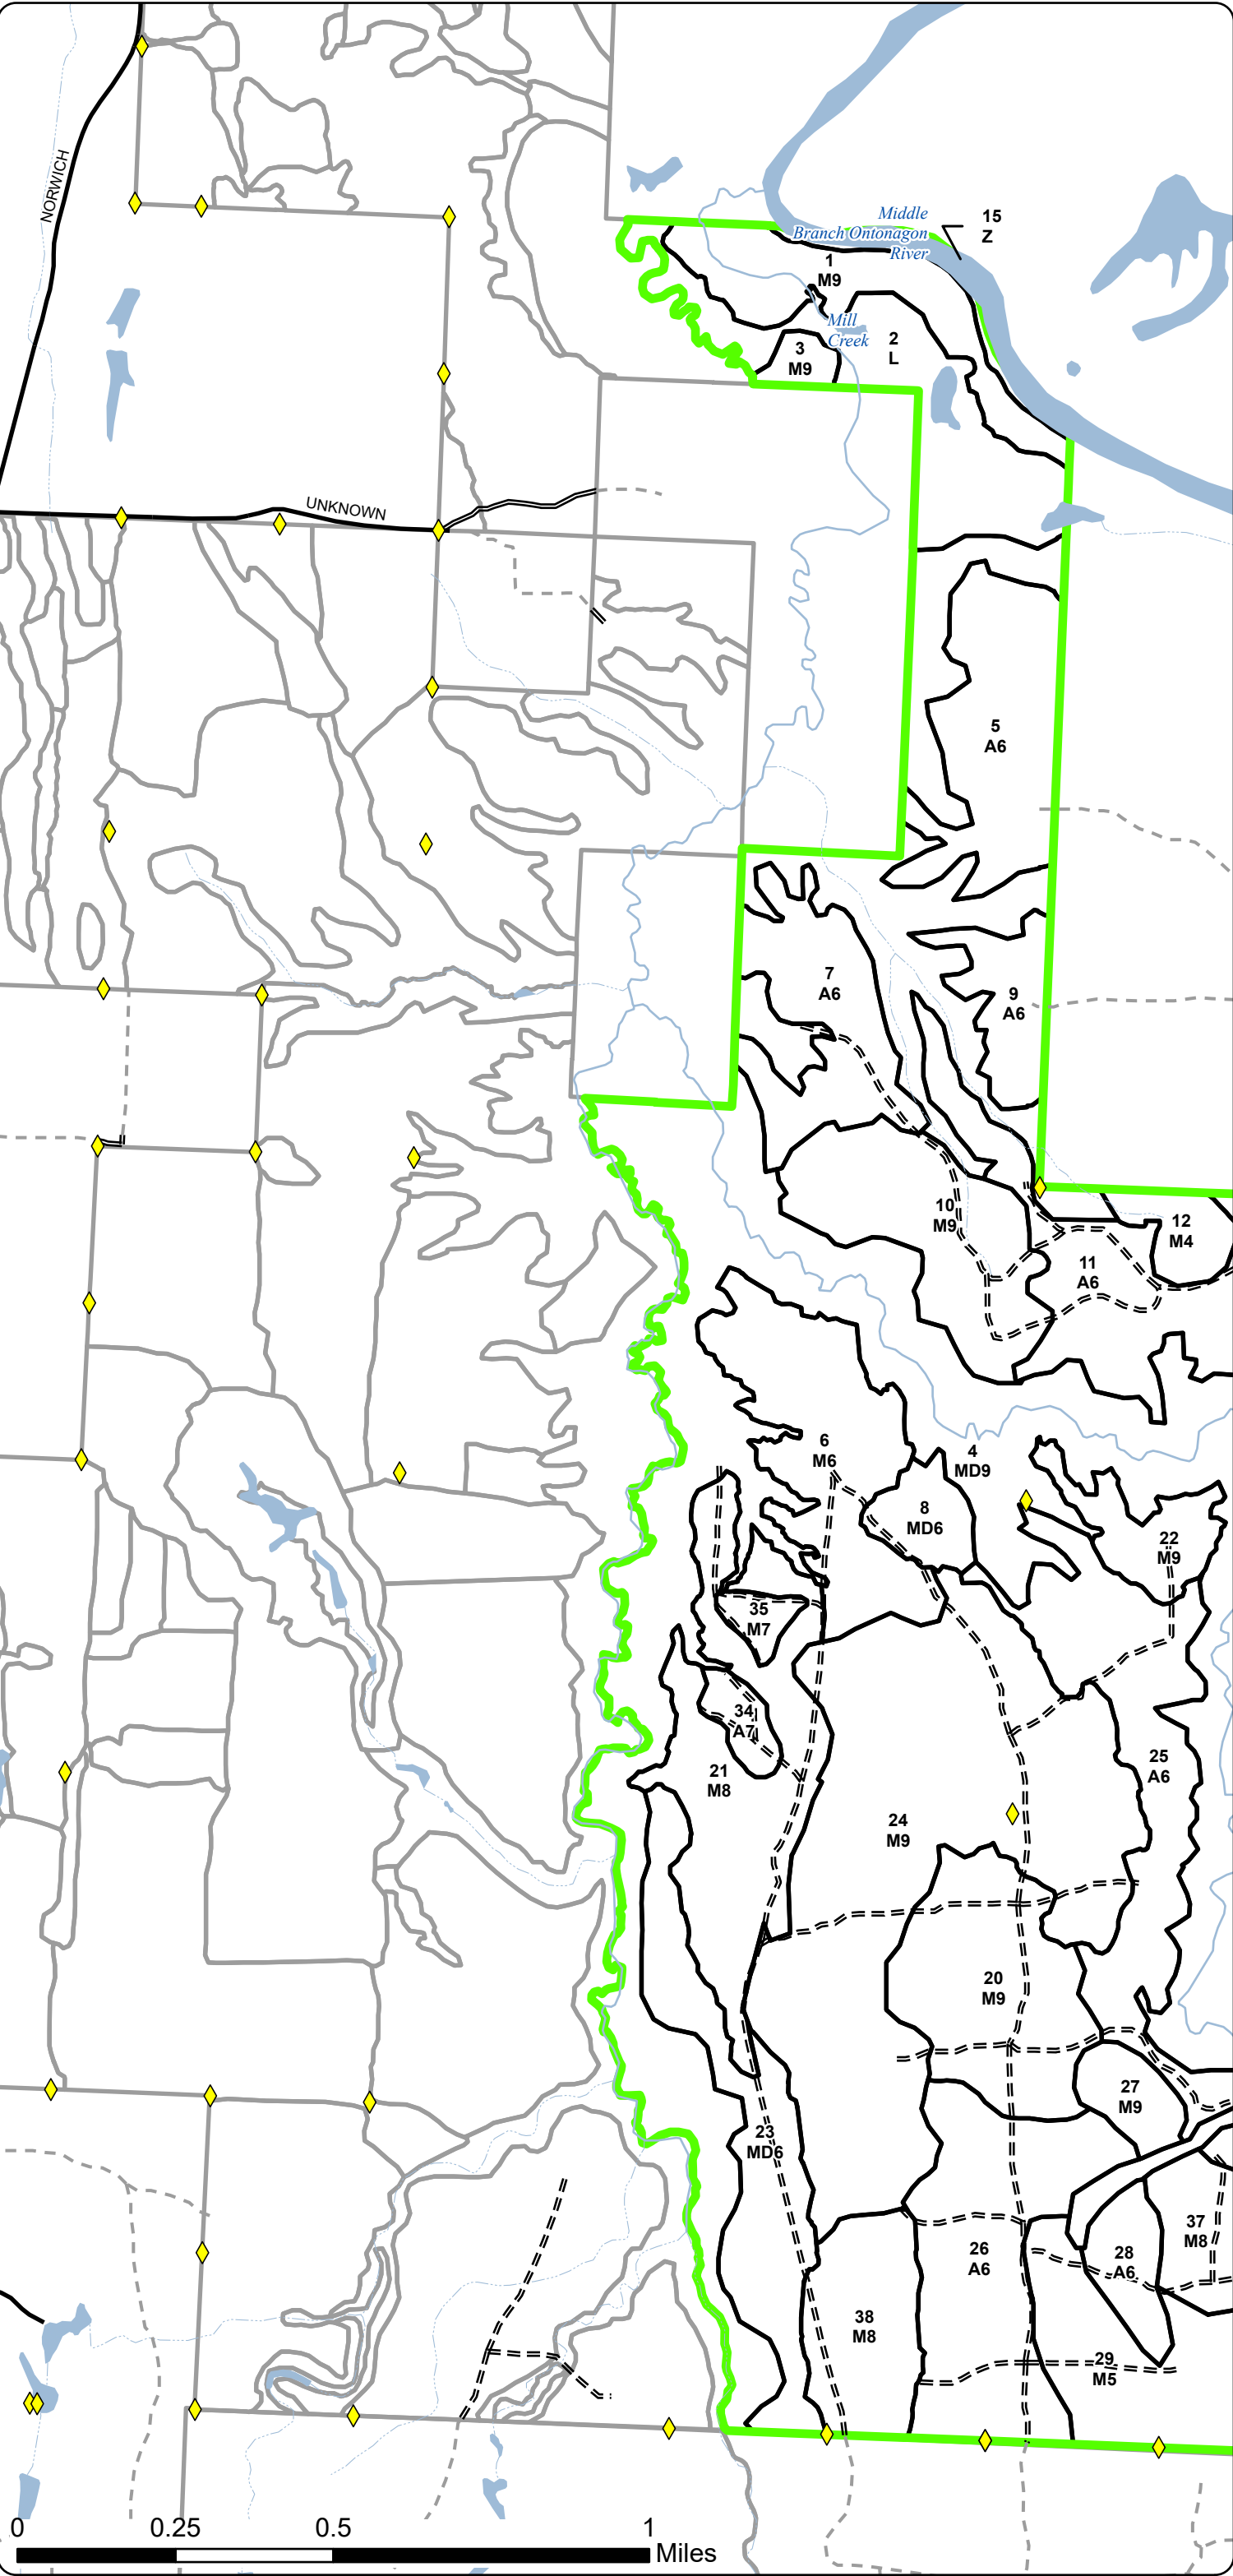 NORWICH
15
Z
Middle
Branch Ontonagon
River
1
M9
Mill
Creek
2
L
3
M9
UNKNOWN
5
A6
7
A6
9
A6
10
M9
12
M4
11
A6
6
M6
4
MD9
8
MD6
22
M9
35
M7
34
A7
21
M8
25
A6
24
M9
20
M9
27
M9
23
MD6
37
M8
26
A6
28
A6
38
M8
29
M5
0 0.25 0.5 1
Miles